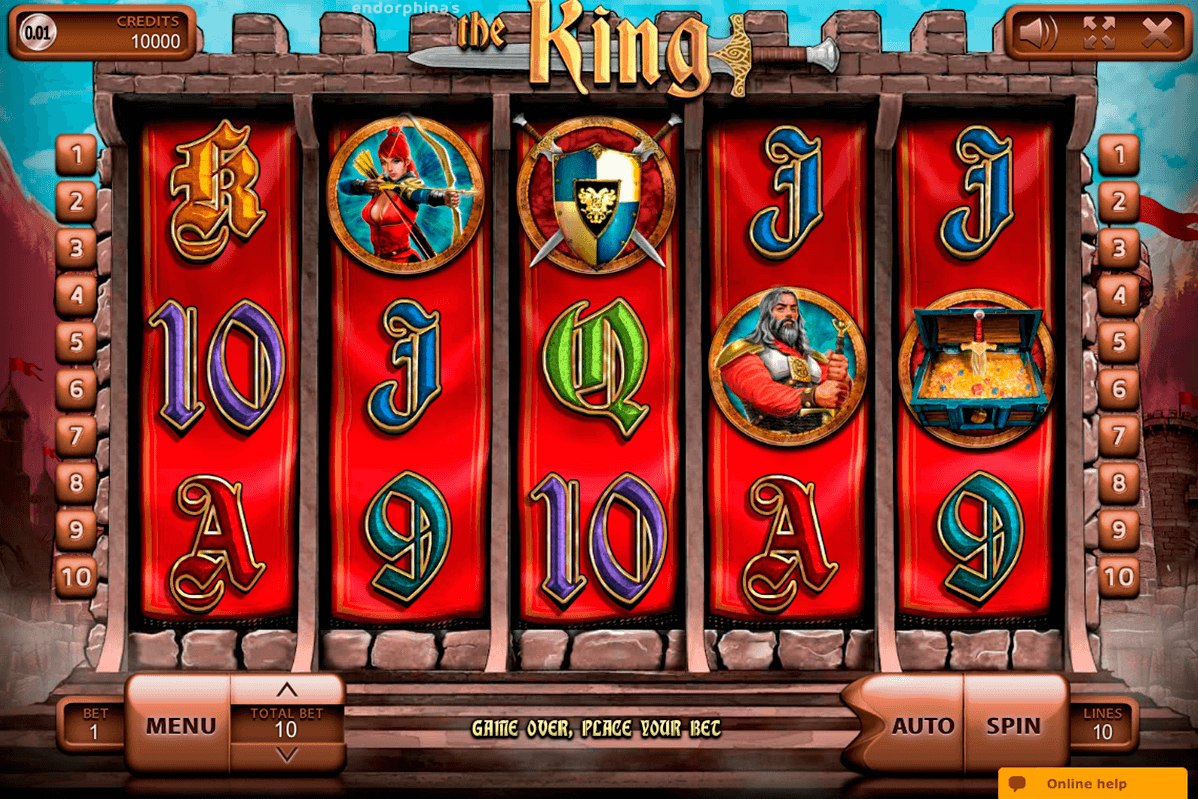 endorphina's
the King
0.01
CREDITS
10000
1
2
3
4
5
6
7
8
9
10
K
J
J
10
J
Q
A
9
10
A
9
1
2
3
4
5
6
7
8
9
10
BET
1
MENU
TOTAL BET
10
GAME OVER, PLACE YOUR BET
AUTO
SPIN
LINES
10
Online help